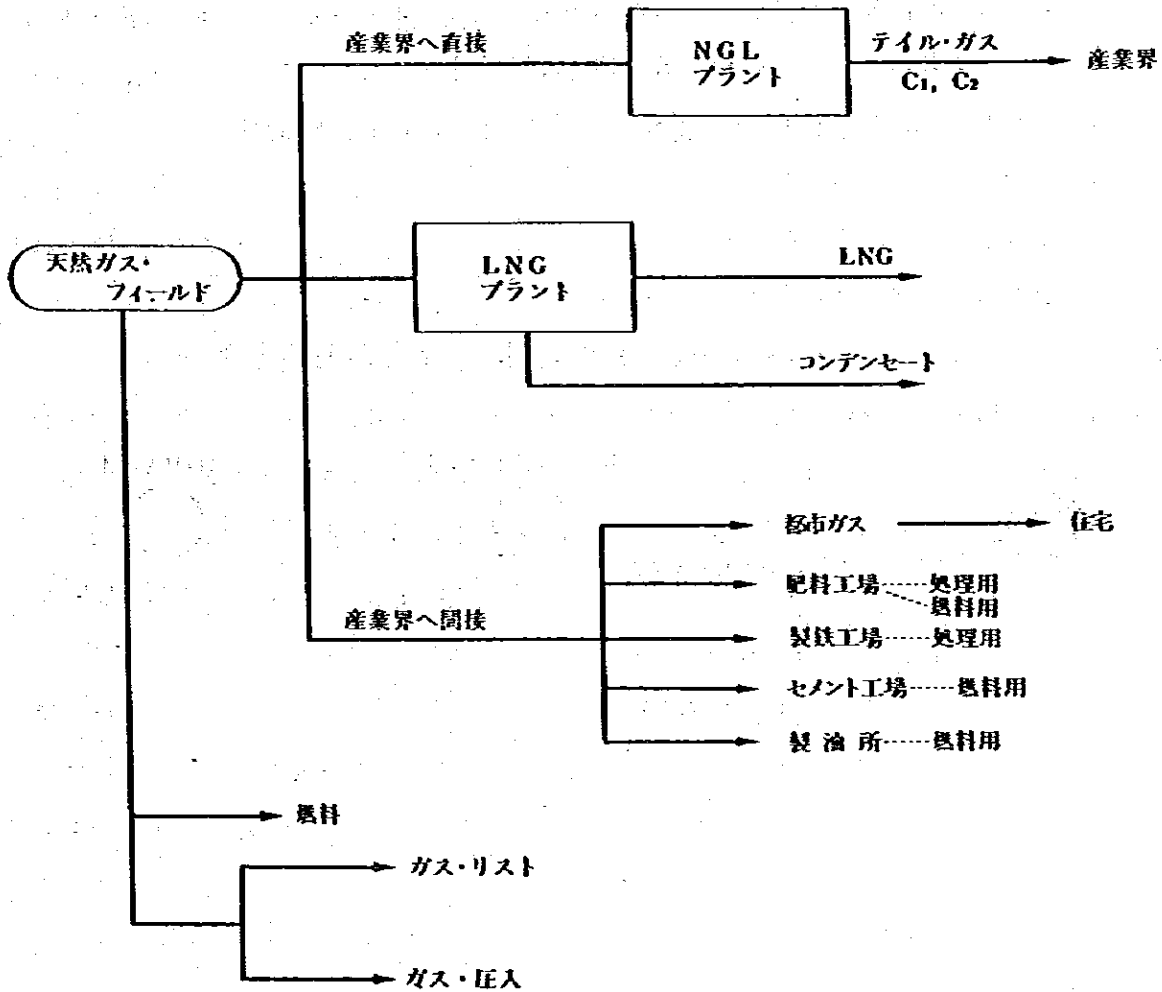 産業界へ直接
NGL
プラント
テイル・ガス
C1, C2
産業界
天然ガス・
フィールド
LNG
プラント
LNG
コンデンセート
都市ガス
住宅
肥料工場……処理用
燃料用
産業界へ間接
製鉄工場……処理用
セメント工場……燃料用
製油所……燃料用
燃料
ガス・リスト
ガス・圧入